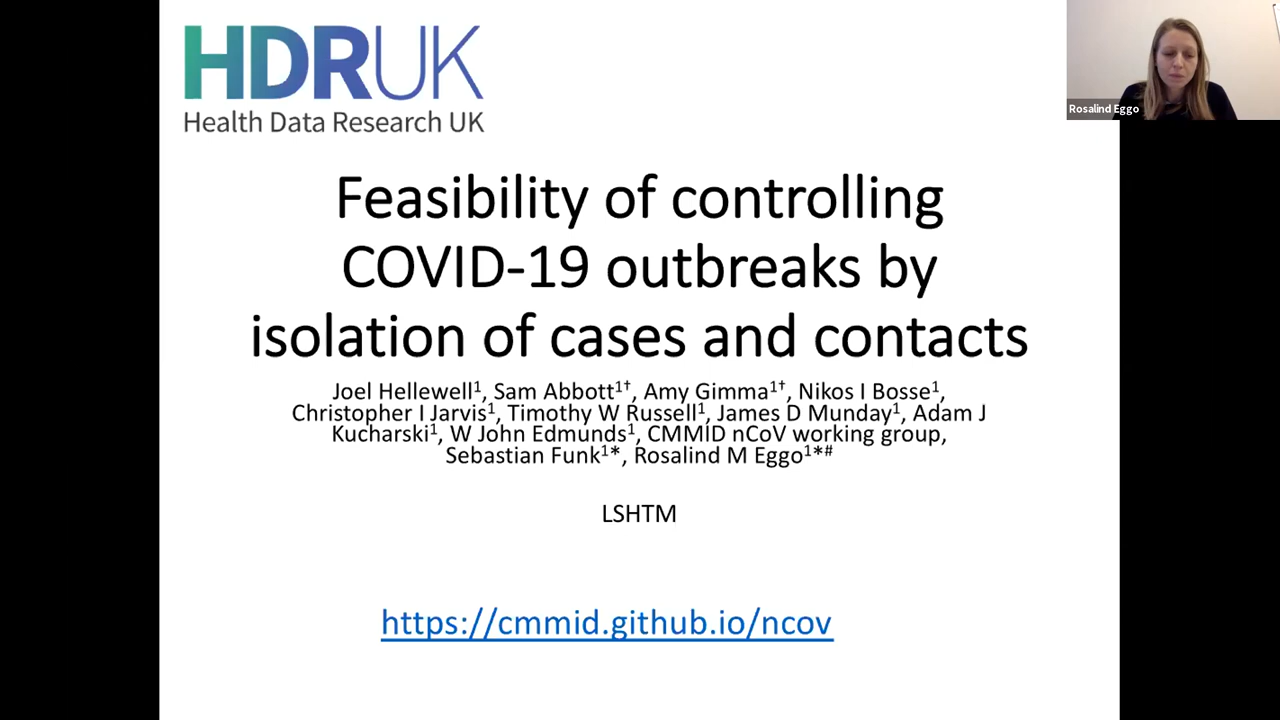 HDRUK
Health Data Research UK
Rosalind Eggo
Feasibility of controlling
COVID-19 outbreaks by
isolation of cases and contacts
Joel Hellewell¹, Sam Abbott¹†, Amy Gimma¹†, Nikos I Bosse¹,
Christopher I Jarvis¹, Timothy W Russell¹, James D Munday¹, Adam J
Kucharski¹, W John Edmunds¹, CMMID nCoV working group,
Sebastian Funk¹*, Rosalind M Eggo¹*#
LSHTM
https://cmmid.github.io/ncov